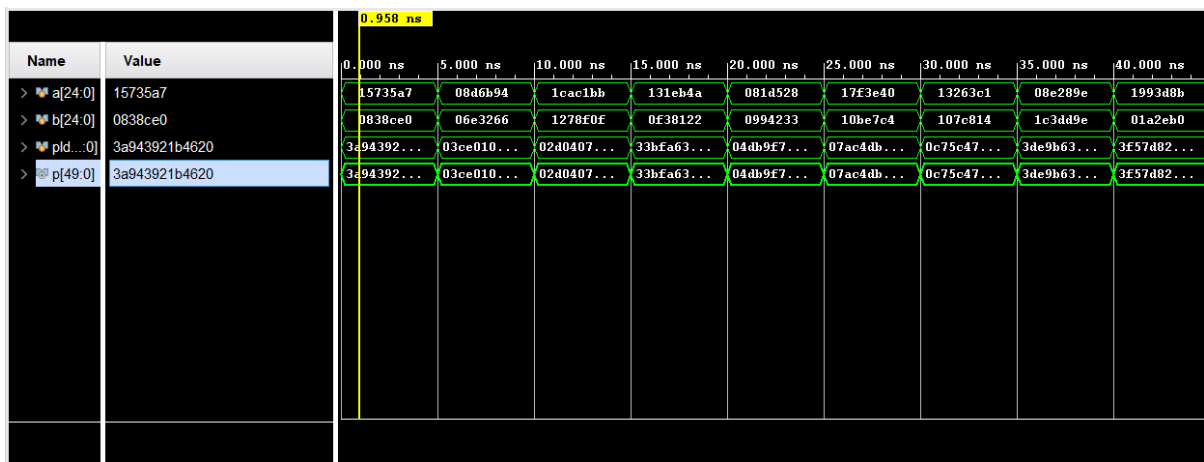 0.958 ns
Name Value
0.000 ns 5.000 ns 10.000 ns 15.000 ns 20.000 ns 25.000 ns 30.000 ns 35.000 ns 40.000 ns
a[24:0] 15735a7 15735a7 08d6b94 1cac1bb 131eb4a 081d528 17f3e40 13263c1 08e289e 1993d8b
b[24:0] 0838ce0 0838ce0 06e3266 1278f0f 0f38122 0994233 10be7c4 107c814 1c3dd9e 01a2eb0
pld...:0] 3a943921b4620 3a94392... 03ce010... 02d0407... 33bfa63... 04db9f7... 07ac4db... 0c75c47... 3de9b63... 3f57d82...
p[49:0] 3a943921b4620 3a94392... 03ce010... 02d0407... 33bfa63... 04db9f7... 07ac4db... 0c75c47... 3de9b63... 3f57d82...